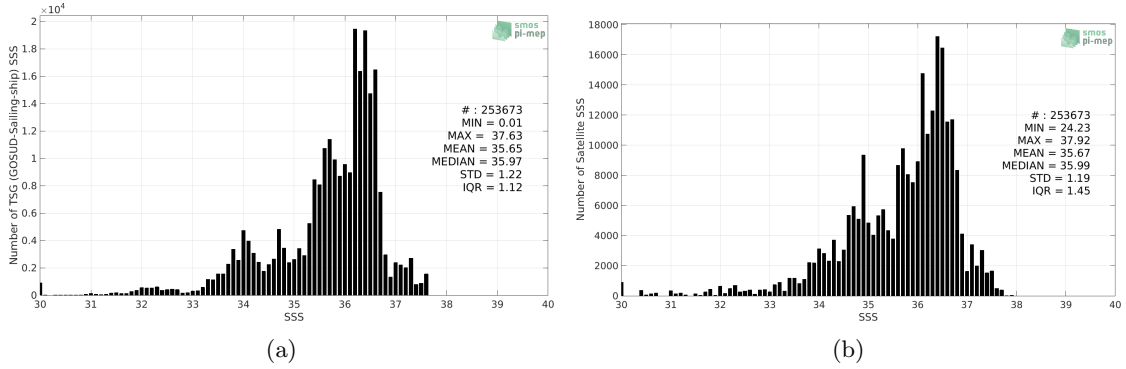 2 ×10⁴
1.8
1.6
1.4
1.2
1
0.8
0.6
0.4
0.2
0
30 31 32 33 34 35 36 37 38 39 40
SSS
Number of TSG (GOSUD-Sailing-ship) SSS
smos
pi-mep
# : 253673
MIN = 0.01
MAX = 37.63
MEAN = 35.65
MEDIAN = 35.97
STD = 1.22
IQR = 1.12
(a)
18000
16000
14000
12000
10000
8000
6000
4000
2000
0
30 31 32 33 34 35 36 37 38 39 40
SSS
Number of Satellite SSS
smos
pi-mep
# : 253673
MIN = 24.23
MAX = 37.92
MEAN = 35.67
MEDIAN = 35.99
STD = 1.19
IQR = 1.45
(b)